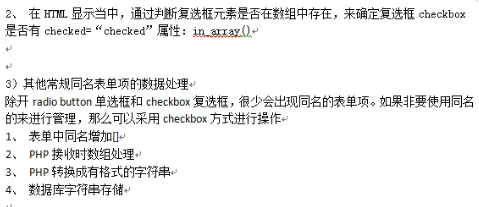 2、 在 HTML 显示当中，通过判断复选框元素是否在数组中存在，来确定复选框 checkbox
是否有 checked=“checked”属性：in_array()
3）其他常规同名表单项的数据处理
除开 radio button 单选框和 checkbox 复选框，很少会出现同名的表单项。如果非要使用同名
的来进行管理，那么可以采用 checkbox 方式进行操作
1、 表单中同名增加[]
2、 PHP 接收时数组处理
3、 PHP 转换成有格式的字符串
4、 数据库字符串存储